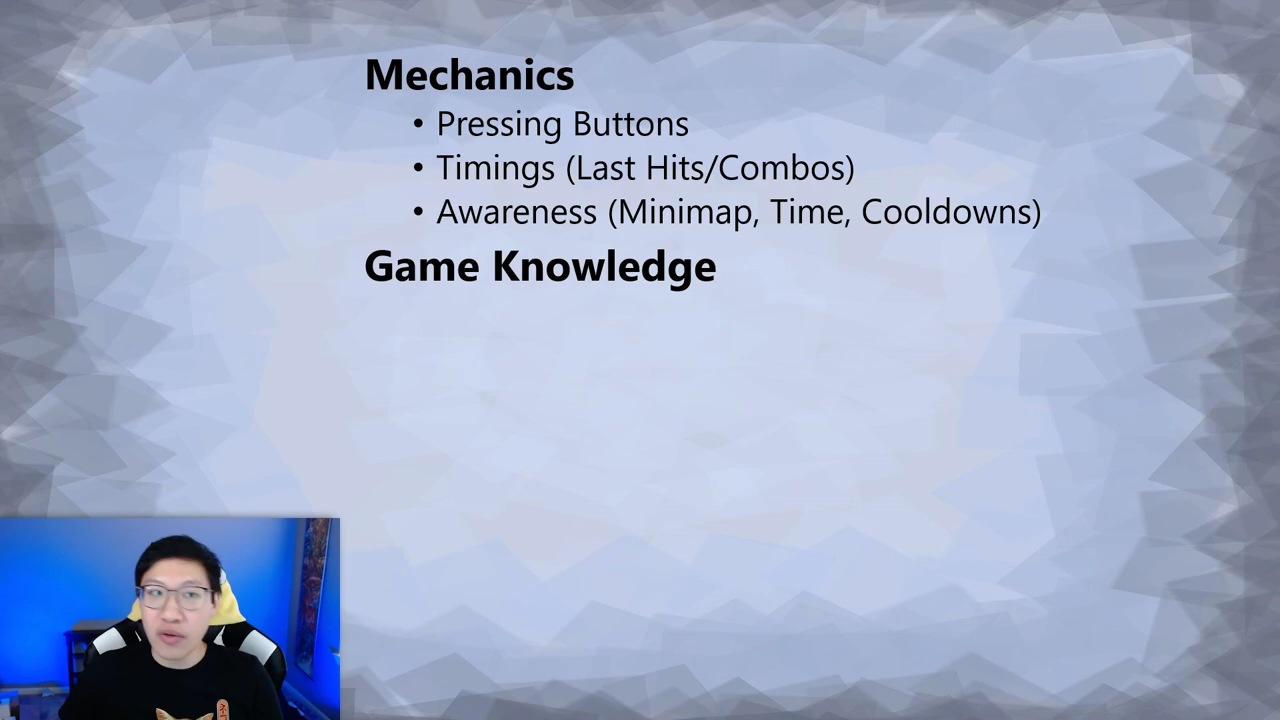 Mechanics
• Pressing Buttons
• Timings (Last Hits/Combos)
• Awareness (Minimap, Time, Cooldowns)
Game Knowledge